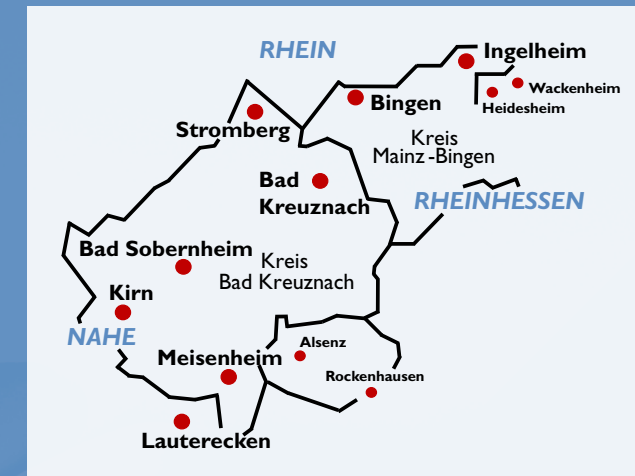 RHEIN
Ingelheim
Wackenheim
Heidesheim
Bingen
Stromberg
Kreis
Mainz-Bingen
Bad
Kreuznach
RHEINHESSEN
Bad Sobernheim
Kreis
Bad Kreuznach
Kirn
NAHE
Alsenz
Meisenheim
Rockenhausen
Lauterecken